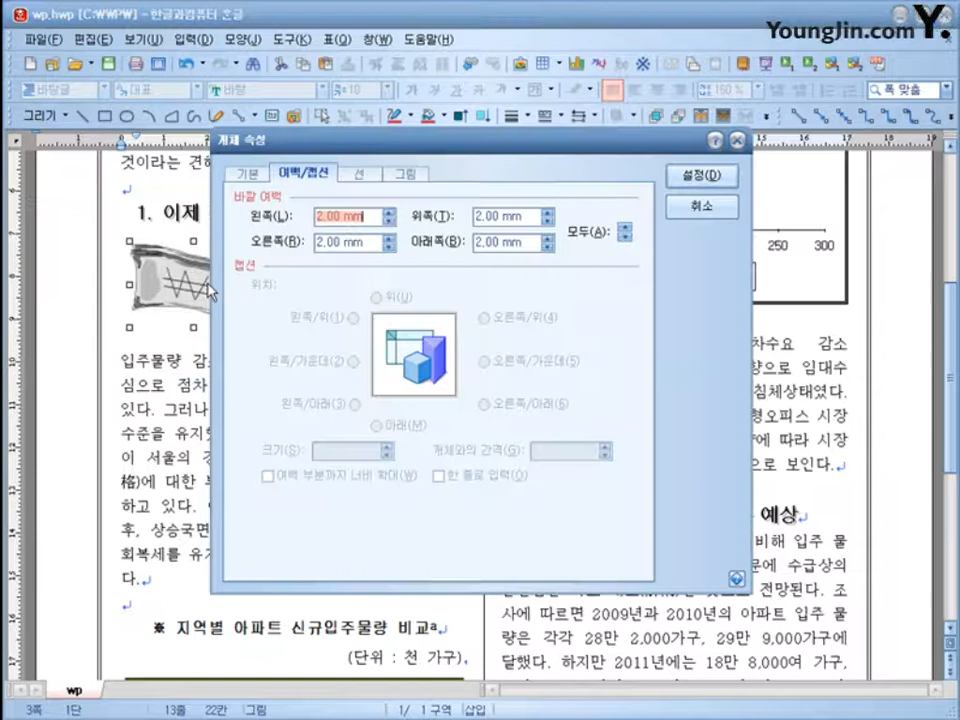 wp.hwp [C:₩WPW] - 한글과컴퓨터 한글
YoungJin.com Y.
파일(F) 편집(E) 보기(U) 입력(D) 모양(J) 도구(K) 표(Q) 창(W) 도움말(H)
바탕글 대표 바탕 10 150 % 폭 맞춤
그리기
개체 속성
기본 여백/캡션 선 그림
설정(D)
취소
바깥 여백
왼쪽(L): 2.00 mm 위쪽(T): 2.00 mm
오른쪽(R): 2.00 mm 아래쪽(B): 2.00 mm
모두(A):
캡션
위치:
위(U)
왼쪽/위(1) 오른쪽/위(4)
왼쪽/가운데(2) 오른쪽/가운데(5)
왼쪽/아래(3) 오른쪽/아래(6)
아래(M)
크기(S): 개체와의 간격(G):
여백 부분까지 너비 확대(W) 한 줄로 입력(O)
것이라는 견해
1. 이제
입주물량 감소
심으로 점차
있다. 그러나
수준을 유지
이 서울의 경
格)에 대한 부
하고 있다.
후, 상승국면
회복세를 유지
다.
※ 지역별 아파트 신규입주물량 비교a
(단위 : 천 가구)
250 300
차수요 감소
향으로 임대수
침체상태였다.
형오피스 시장
에 따라 시장
으로 보인다.
예상
비해 입주 물
문에 수급상의
전망된다. 조
사에 따르면 2009년과 2010년의 아파트 입주 물
량은 각각 28만 2,000가구, 29만 9,000가구에
달했다. 하지만 2011년에는 18만 8,000여 가구,
wp
3쪽 1단 13줄 22칸 그림 1/ 1 구역 삽입